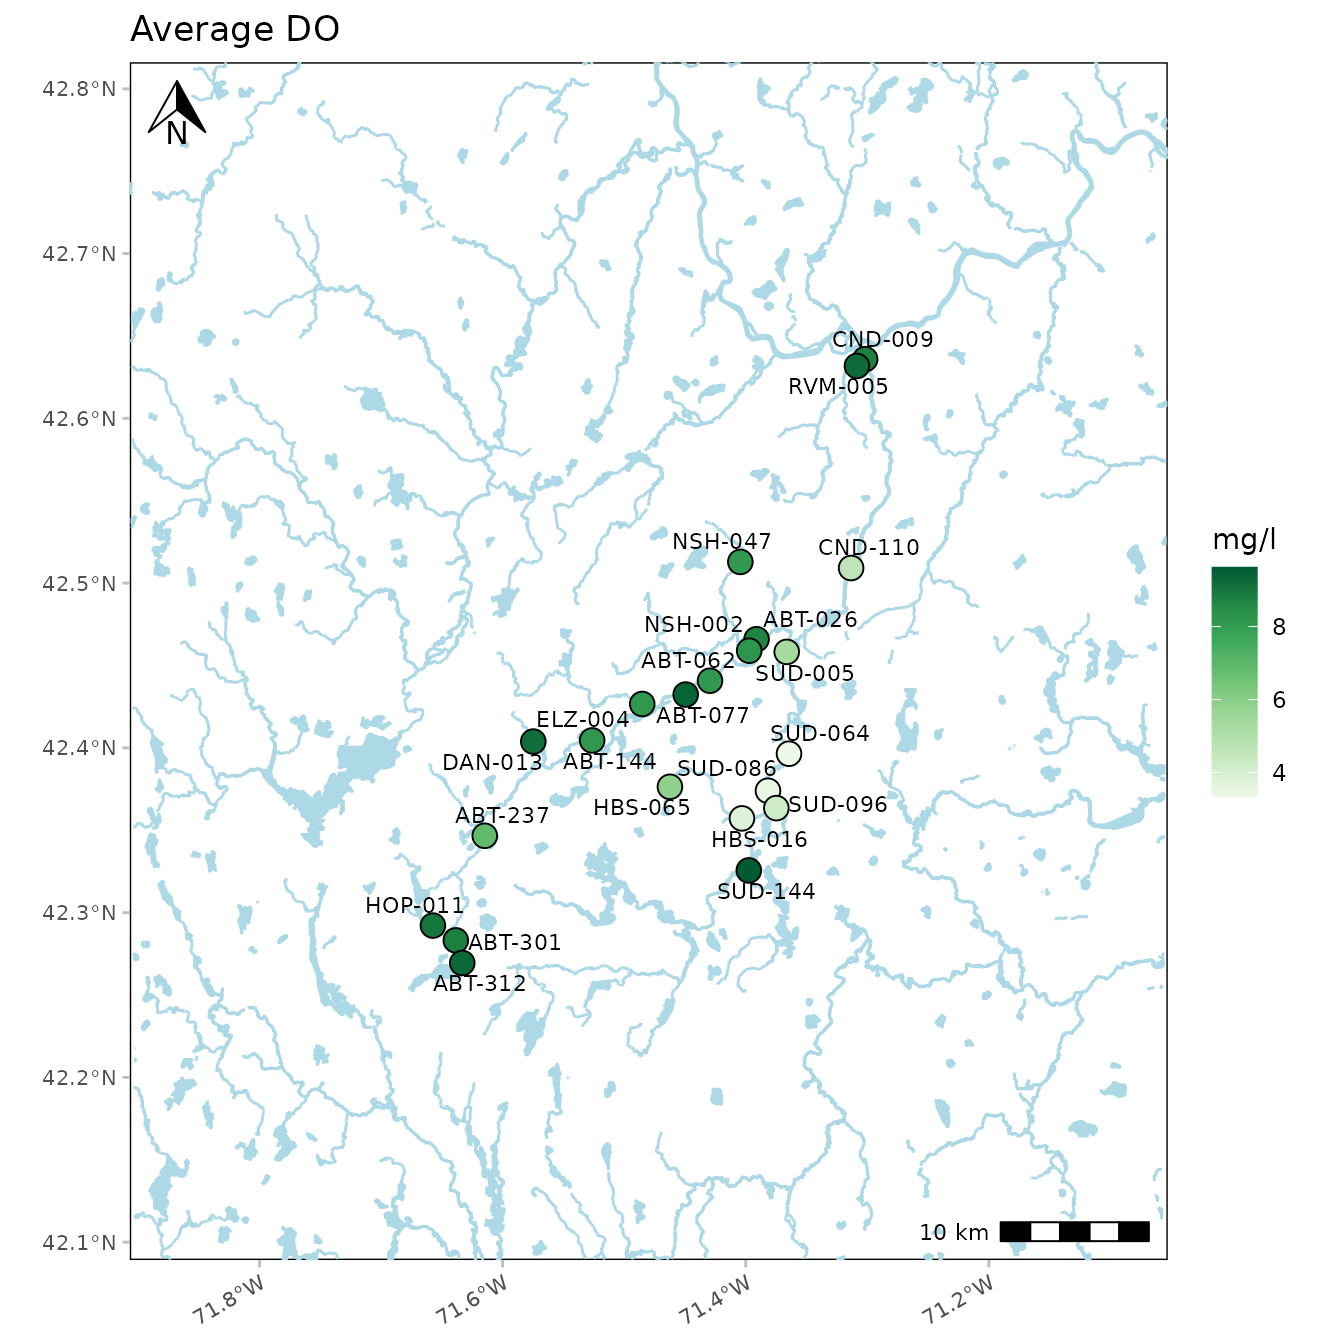 Average DO
42.8°N
N
42.7°N
CND-009
RVM-005
42.6°N
mg/l
NSH-047
CND-110
42.5°N
ABT-026
NSH-002
8
ABT-062
SUD-005
6
ABT-077
ELZ-004
SUD-064
42.4°N
DAN-013
ABT-144
SUD-086
4
HBS-065
SUD-096
ABT-237
HBS-016
SUD-144
HOP-011
42.3°N
ABT-301
ABT-312
42.2°N
10 km
42.1°N
71.8°W
71.6°W
71.4°W
71.2°W